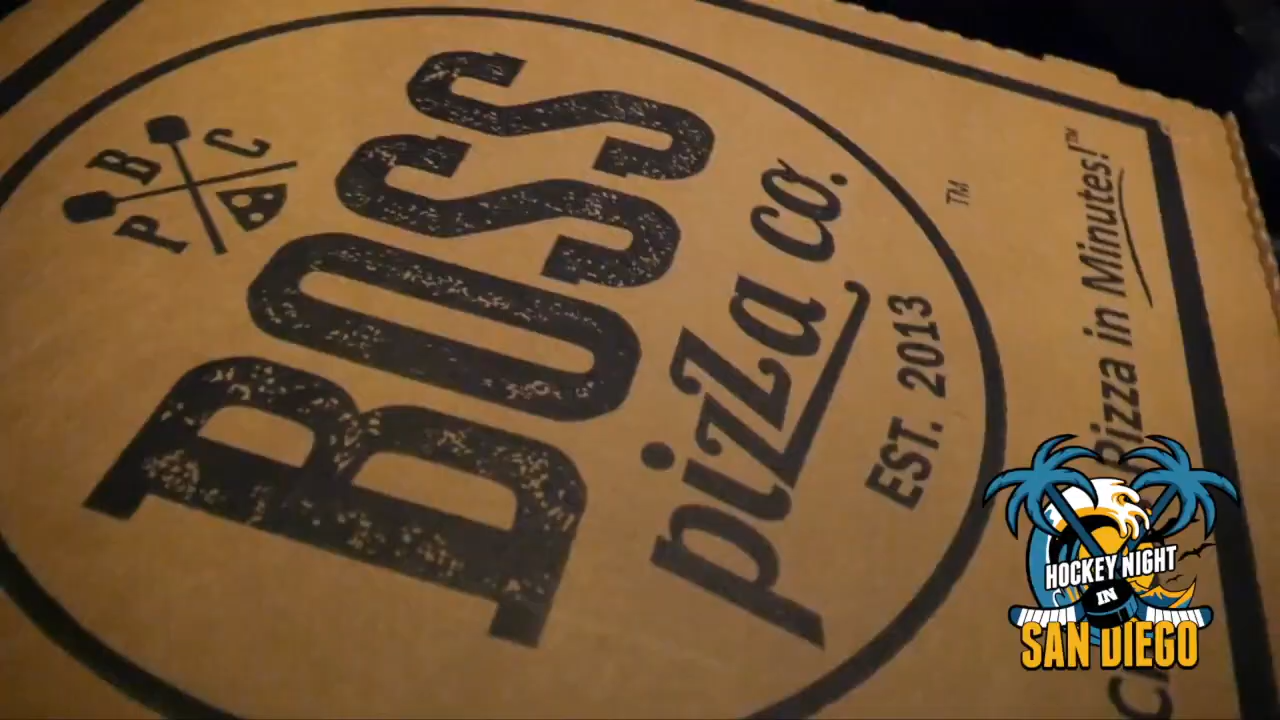 P B C
BOSS
pizza co.
EST. 2013
TM
Pizza in Minutes!™
HOCKEY NIGHT
IN
SAN DIEGO